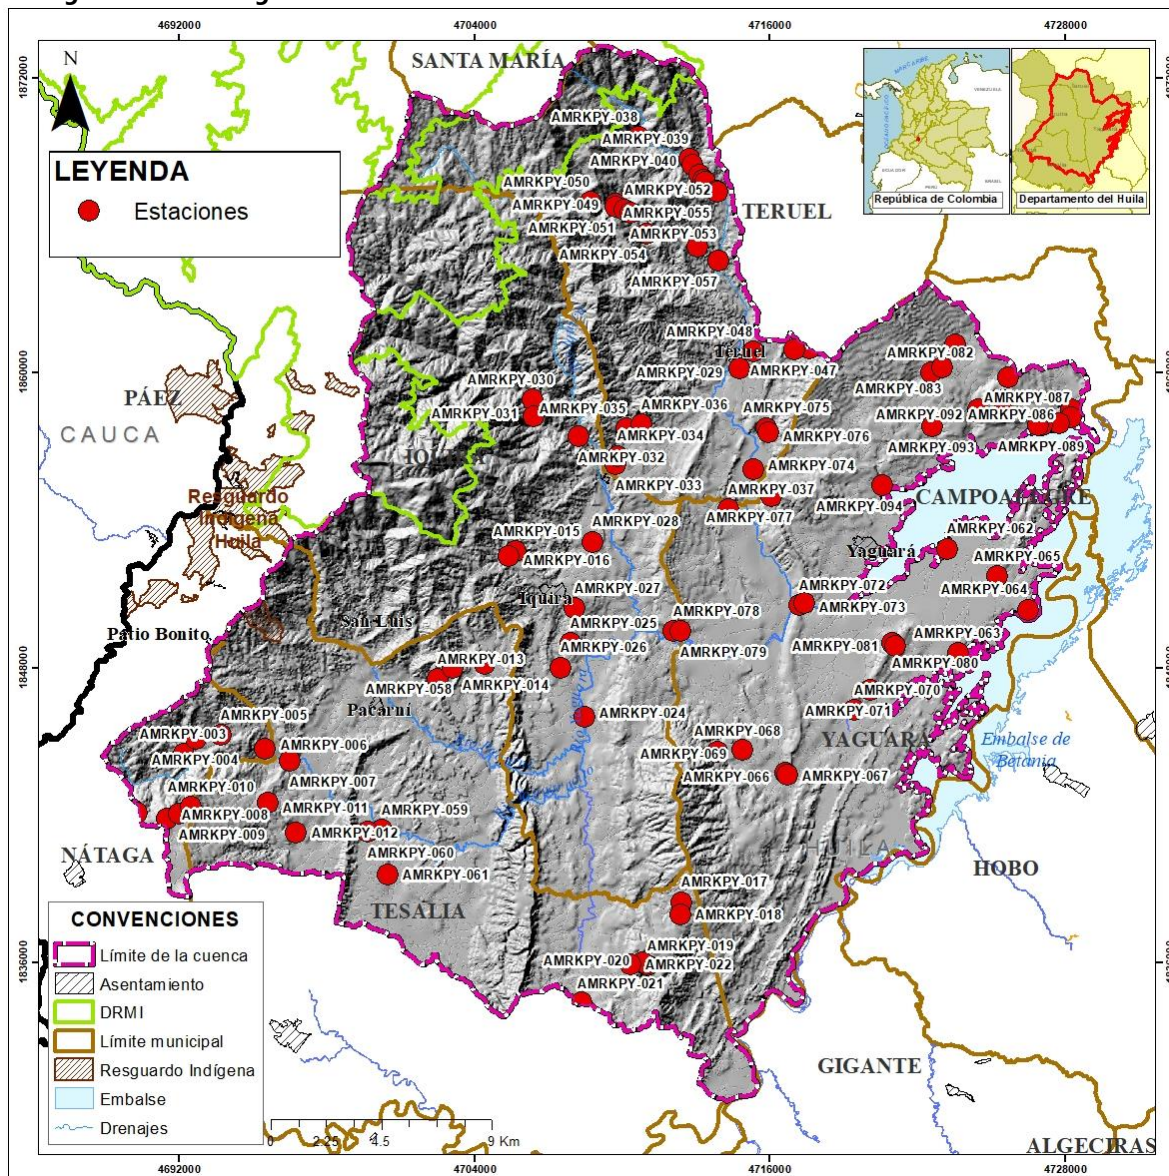 4692000
4704000
4716000
4728000
SANTA MARÍA
N
1872000
LEYENDA
Estaciones
República de Colombia
Departamento del Huila
AMRKPY-038
AMRKPY-039
AMRKPY-040
AMRKPY-050
AMRKPY-052
AMRKPY-049
AMRKPY-055
AMRKPY-051
AMRKPY-053
AMRKPY-054
AMRKPY-057
TERUEL
AMRKPY-048
Teruel
AMRKPY-029
AMRKPY-047
AMRKPY-082
AMRKPY-083
1860000
PÁEZ
CAUCA
AMRKPY-030
AMRKPY-031
AMRKPY-035
AMRKPY-036
AMRKPY-034
AMRKPY-032
AMRKPY-033
AMRKPY-075
AMRKPY-076
AMRKPY-074
AMRKPY-037
AMRKPY-077
AMRKPY-087
AMRKPY-092
AMRKPY-086
AMRKPY-093
AMRKPY-089
AMRKPY-094
CAMPOALEGRE
Resguardo
Indígena
Huila
AMRKPY-015
AMRKPY-016
AMRKPY-028
AMRKPY-062
Yaguará
AMRKPY-065
AMRKPY-064
Patio Bonito
San Luis
Iquira
AMRKPY-027
AMRKPY-025
AMRKPY-026
AMRKPY-078
AMRKPY-079
AMRKPY-072
AMRKPY-073
AMRKPY-063
AMRKPY-081
AMRKPY-080
1848000
AMRKPY-013
AMRKPY-058
AMRKPY-014
Pacarní
AMRKPY-070
AMRKPY-071
YAGUARÁ
AMRKPY-005
AMRKPY-003
AMRKPY-004
AMRKPY-006
AMRKPY-024
AMRKPY-068
AMRKPY-069
AMRKPY-066
AMRKPY-067
Embalse de
Betania
AMRKPY-007
AMRKPY-010
AMRKPY-011
AMRKPY-008
AMRKPY-009
AMRKPY-012
AMRKPY-059
AMRKPY-060
AMRKPY-061
NÁTAGA
HUILA
HOBO
TESALIA
AMRKPY-017
AMRKPY-018
AMRKPY-019
AMRKPY-020
AMRKPY-022
AMRKPY-021
1836000
GIGANTE
ALGECIRAS
CONVENCIONES
Límite de la cuenca
Asentamiento
DRMI
Límite municipal
Resguardo Indígena
Embalse
Drenajes
0 2.25 4.5 9 Km
4692000
4704000
4716000
4728000